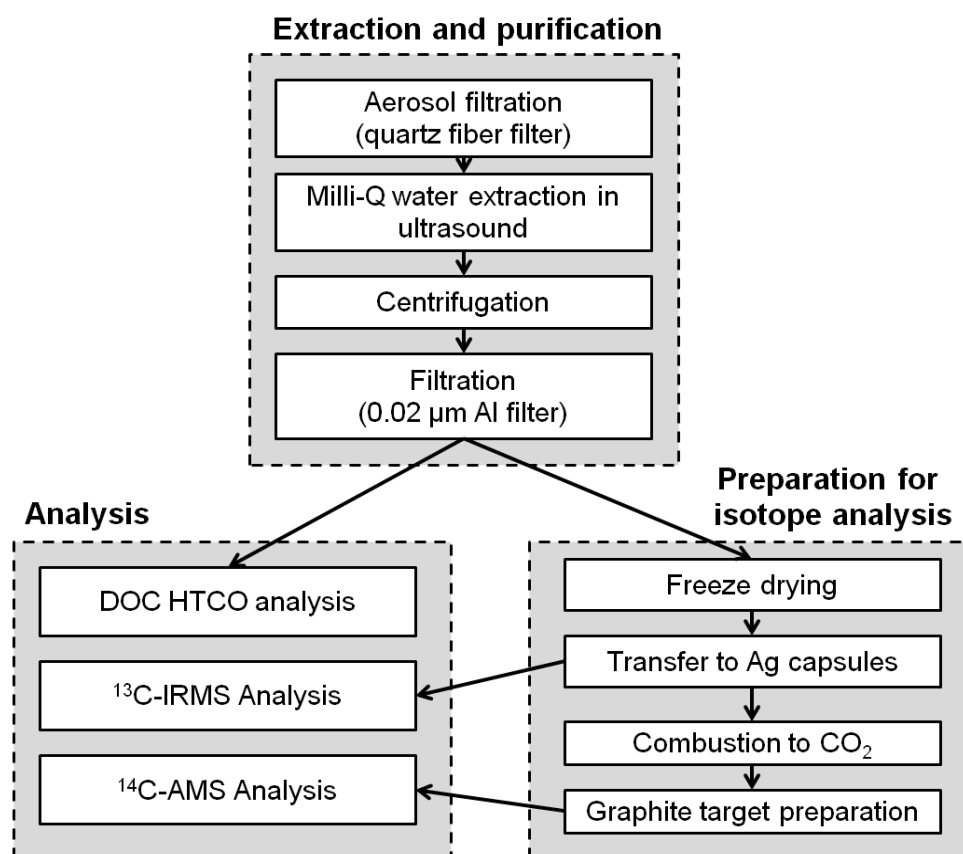 Extraction and purification
Aerosol filtration
(quartz fiber filter)
Milli-Q water extraction in
ultrasound
Centrifugation
Filtration
(0.02 µm Al filter)
Analysis
DOC HTCO analysis
¹³C-IRMS Analysis
¹⁴C-AMS Analysis
Preparation for
isotope analysis
Freeze drying
Transfer to Ag capsules
Combustion to CO₂
Graphite target preparation